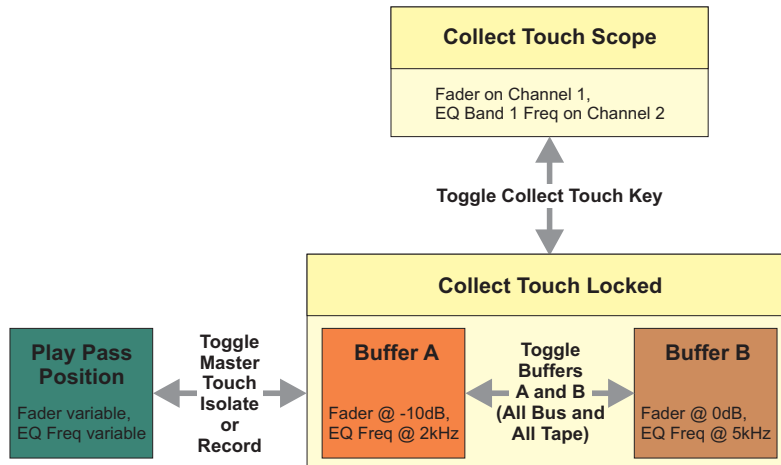 Collect Touch Scope
Fader on Channel 1,
EQ Band 1 Freq on Channel 2
Toggle Collect Touch Key
Collect Touch Locked
Play Pass
Position
Fader variable,
EQ Freq variable
Toggle
Master
Touch
Isolate
or
Record
Buffer A
Fader @ -10dB,
EQ Freq @ 2kHz
Toggle
Buffers
A and B
(All Bus and
All Tape)
Buffer B
Fader @ 0dB,
EQ Freq @ 5kHz